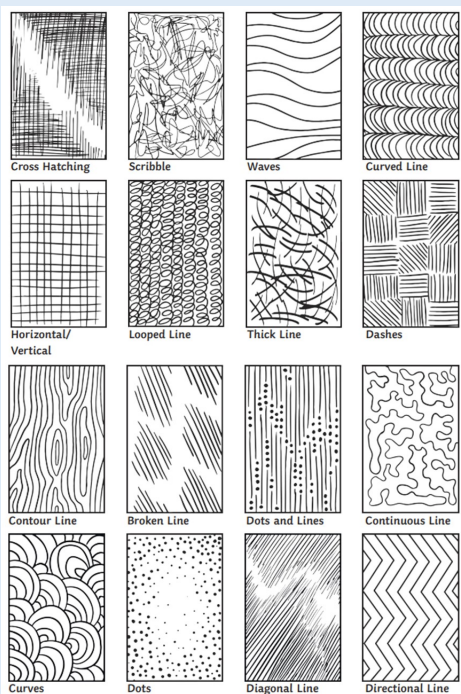 Cross Hatching
Scribble
Waves
Curved Line
Horizontal/
Vertical
Looped Line
Thick Line
Dashes
Contour Line
Broken Line
Dots and Lines
Continuous Line
Curves
Dots
Diagonal Line
Directional Line